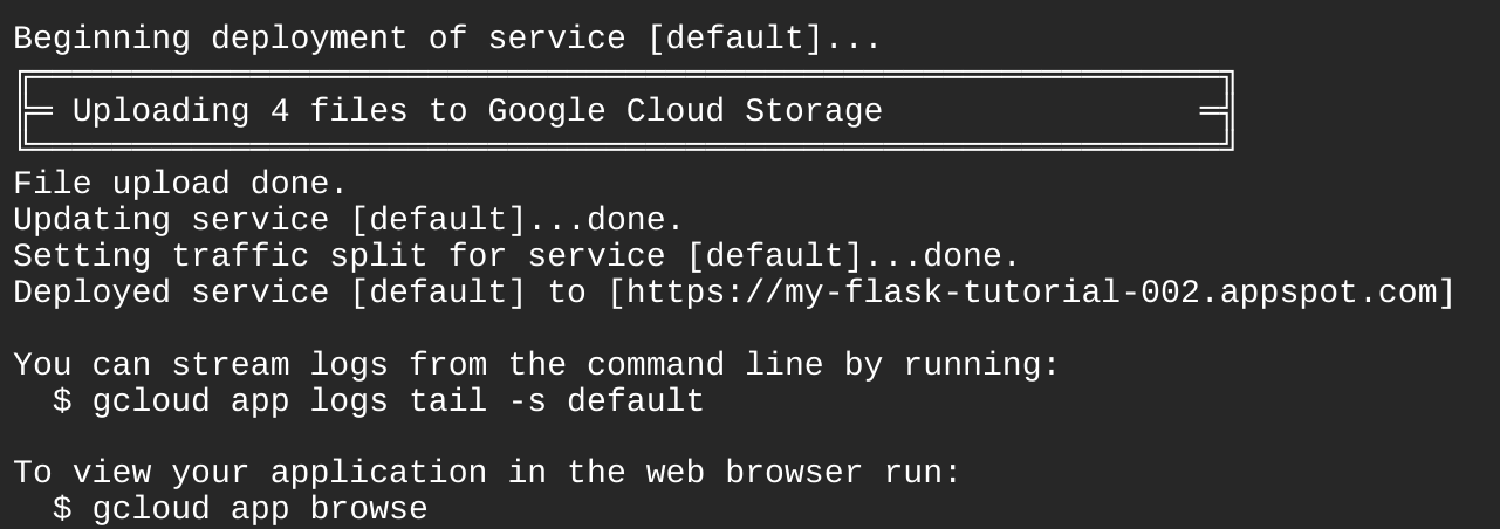 Beginning deployment of service [default]...
Uploading 4 files to Google Cloud Storage
File upload done.
Updating service [default]...done.
Setting traffic split for service [default]...done.
Deployed service [default] to [https://my-flask-tutorial-002.appspot.com]
You can stream logs from the command line by running:
$ gcloud app logs tail -s default
To view your application in the web browser run:
$ gcloud app browse